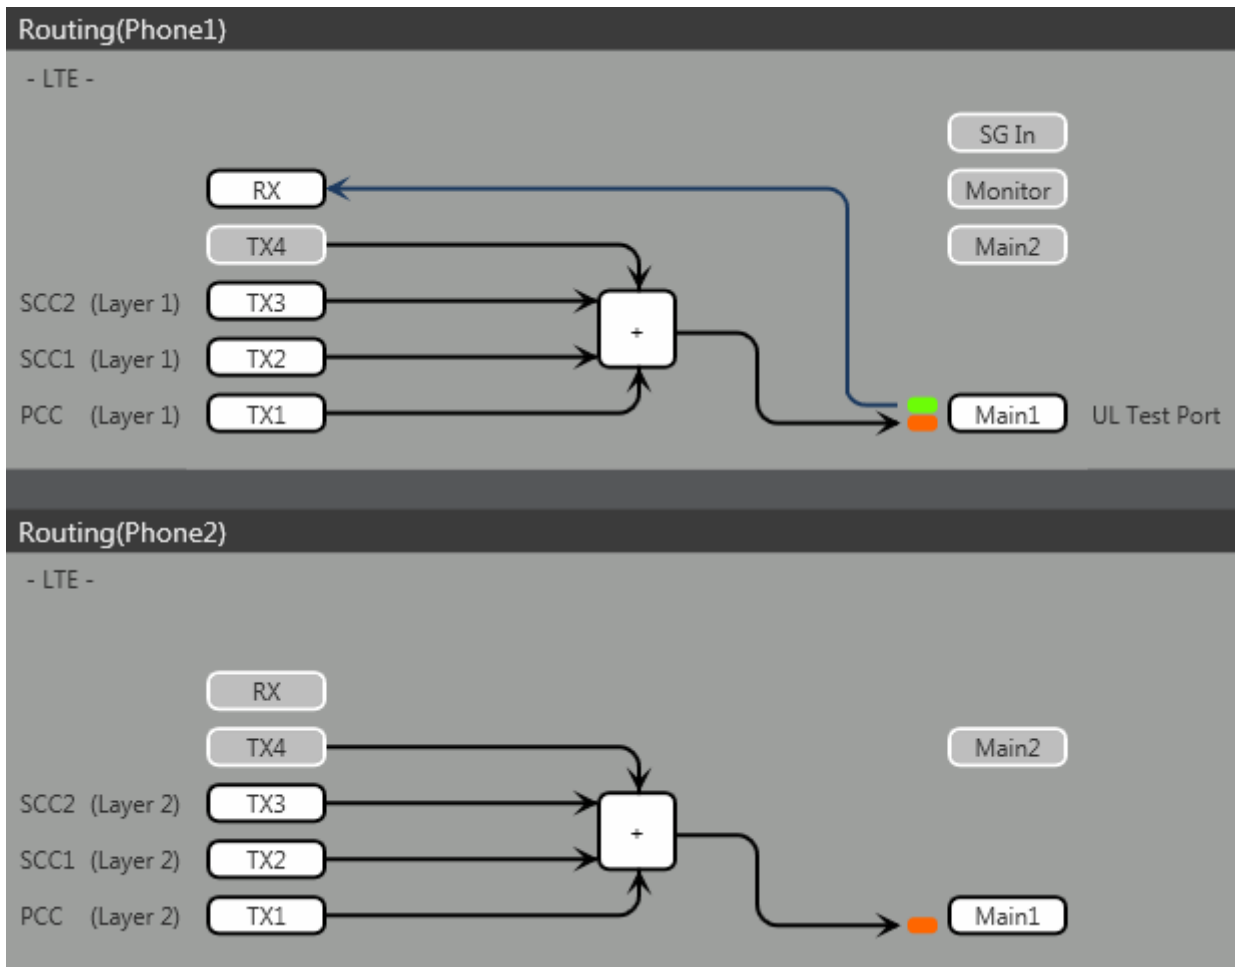 Routing(Phone1)
- LTE -
SG In
RX
Monitor
TX4
Main2
SCC2 (Layer 1) TX3
+
SCC1 (Layer 1) TX2
PCC (Layer 1) TX1
Main1 UL Test Port
Routing(Phone2)
- LTE -
RX
TX4
Main2
SCC2 (Layer 2) TX3
+
SCC1 (Layer 2) TX2
PCC (Layer 2) TX1
Main1